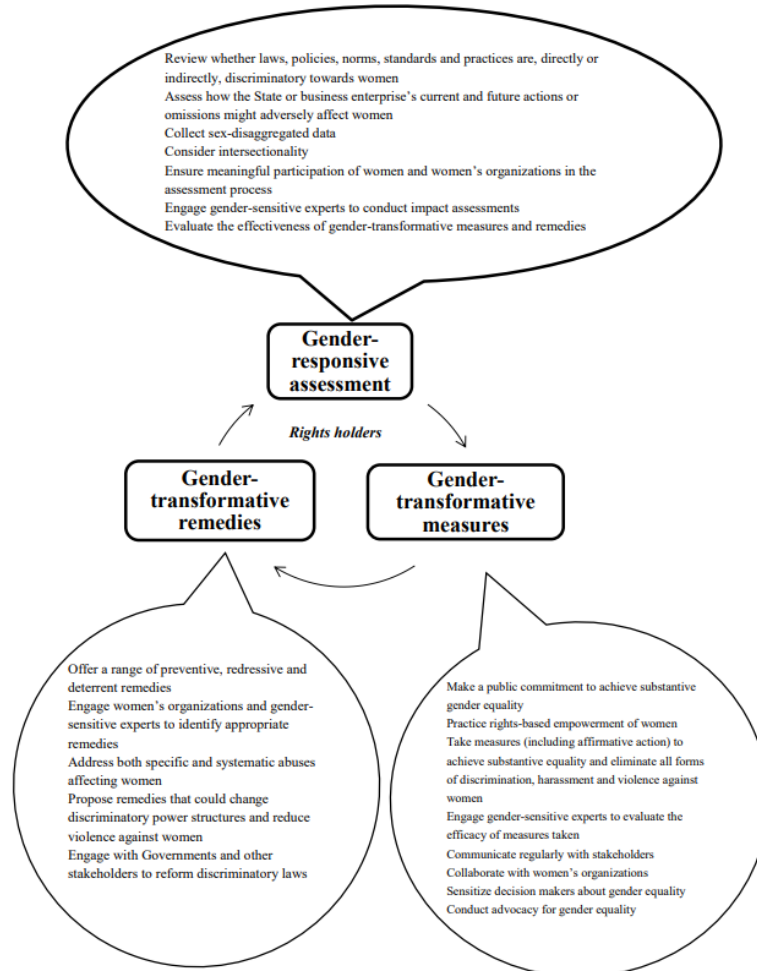 Review whether laws, policies, norms, standards and practices are, directly or
indirectly, discriminatory towards women
Assess how the State or business enterprise's current and future actions or
omissions might adversely affect women
Collect sex-disaggregated data
Consider intersectionality
Ensure meaningful participation of women and women's organizations in the
assessment process
Engage gender-sensitive experts to conduct impact assessments
Evaluate the effectiveness of gender-transformative measures and remedies
Gender-
responsive
assessment
Rights holders
Gender-
transformative
remedies
Gender-
transformative
measures
Offer a range of preventive, redressive and
deterrent remedies
Engage women's organizations and gender-
sensitive experts to identify appropriate
remedies
Address both specific and systematic abuses
affecting women
Propose remedies that could change
discriminatory power structures and reduce
violence against women
Engage with Governments and other
stakeholders to reform discriminatory laws
Make a public commitment to achieve substantive
gender equality
Practice rights-based empowerment of women
Take measures (including affirmative action) to
achieve substantive equality and eliminate all forms
of discrimination, harassment and violence against
women
Engage gender-sensitive experts to evaluate the
efficacy of measures taken
Communicate regularly with stakeholders
Collaborate with women's organizations
Sensitize decision makers about gender equality
Conduct advocacy for gender equality